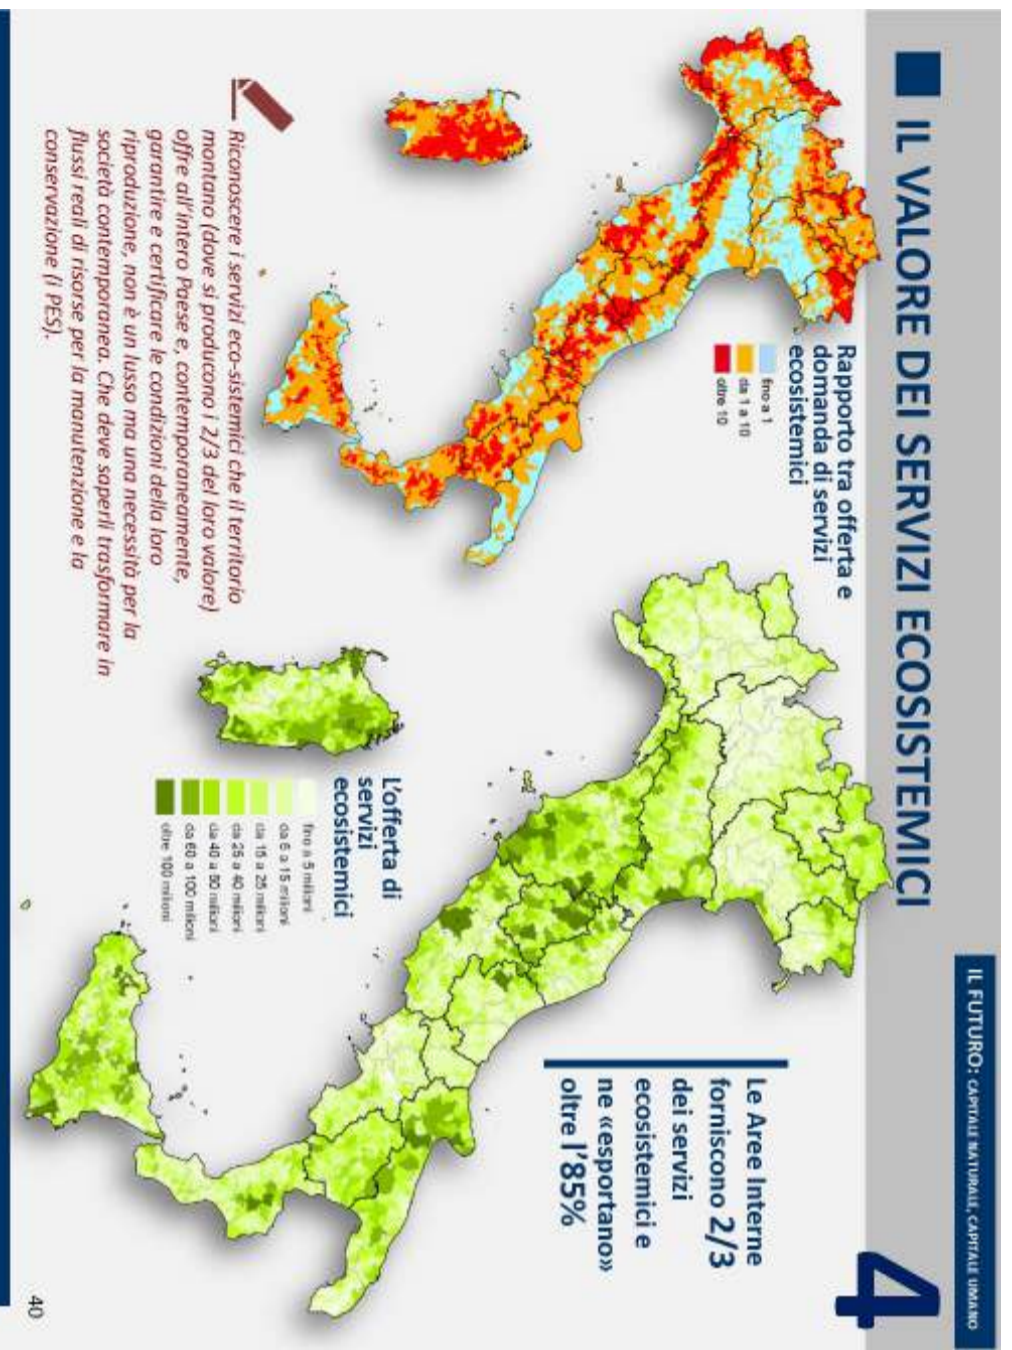 IL FUTURO: CAPITALE NATURALE, CAPITALE UMANO
4
IL VALORE DEI SERVIZI ECOSISTEMICI
Rapporto tra offerta e
domanda di servizi
ecosistemici
fino a 1
da 1 a 10
oltre 10
Le Aree Interne
forniscono 2/3
dei servizi
ecosistemici e
ne «esportano»
oltre l'85%
L'offerta di
servizi
ecosistemici
fino a 5 milioni
da 5 a 15 milioni
da 15 a 25 milioni
da 25 a 40 milioni
da 40 a 60 milioni
da 60 a 100 milioni
oltre 100 milioni
Riconoscere i servizi eco-sistemici che il territorio
montano (dove si producono i 2/3 del loro valore)
offre all'intero Paese e, contemporaneamente,
garantire e certificare le condizioni della loro
riproduzione, non è un lusso ma una necessità per la
società contemporanea. Che deve saperli trasformare in
flussi reali di risorse per la manutenzione e la
conservazione (i PES).
40